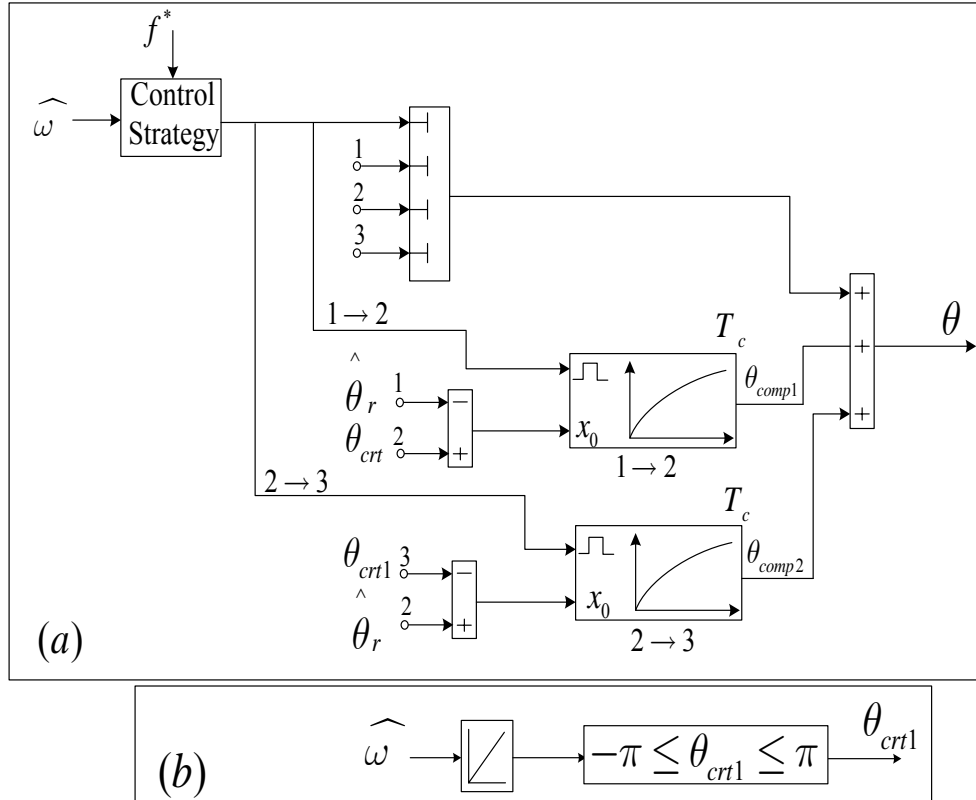 f*
ω̂
Control
Strategy
1
2
3
1 → 2
T_c
+
+
+
θ
θ̂_r
1
−
θ_crt
2
+
x_0
θ_comp1
1 → 2
2 → 3
T_c
θ_crt1
3
−
θ̂_r
2
+
x_0
θ_comp2
2 → 3
(a)
ω̂
−π ≤ θ_crt1 ≤ π
θ_crt1
(b)